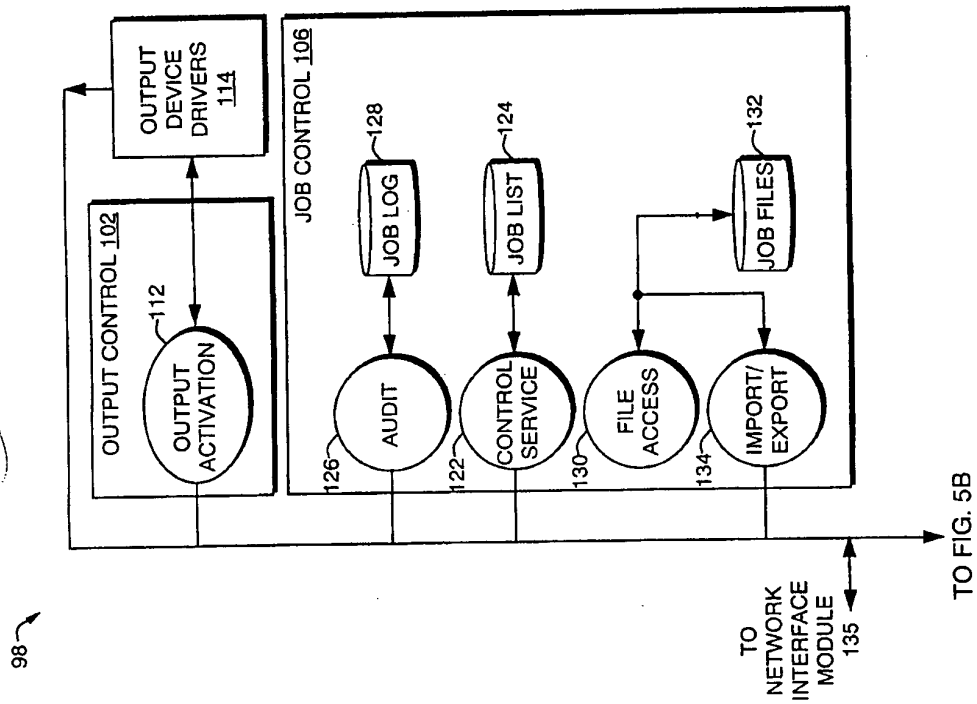 98
OUTPUT CONTROL 102
112
OUTPUT
ACTIVATION
OUTPUT
DEVICE
DRIVERS
114
JOB CONTROL 106
126
AUDIT
128
JOB LOG
122
CONTROL
SERVICE
124
JOB LIST
130
FILE
ACCESS
132
JOB FILES
134
IMPORT/
EXPORT
TO
NETWORK
INTERFACE
MODULE
135
TO FIG. 5B